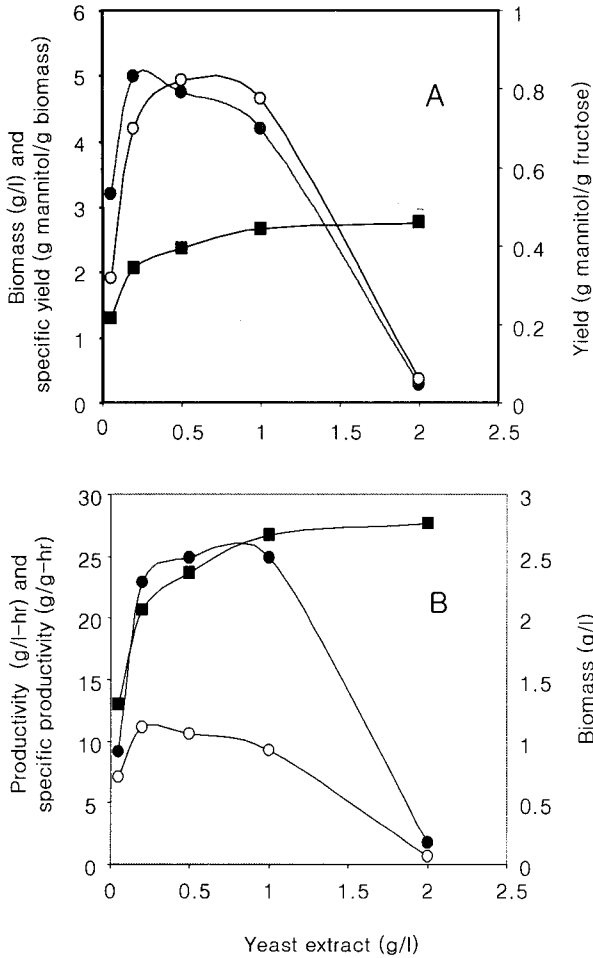 Biomass (g/l) and
specific yield (g mannitol/g biomass)
6
5
4
3
2
1
0
A
1
0.8
0.6
0.4
0.2
0
Yield (g mannitol/g fructose)
0 0.5 1 1.5 2 2.5
Productivity (g/l-hr) and
specific productivity (g/g-hr)
30
25
20
15
10
5
0
B
3
2.5
2
1.5
1
0.5
0
Biomass (g/l)
0 0.5 1 1.5 2 2.5
Yeast extract (g/l)